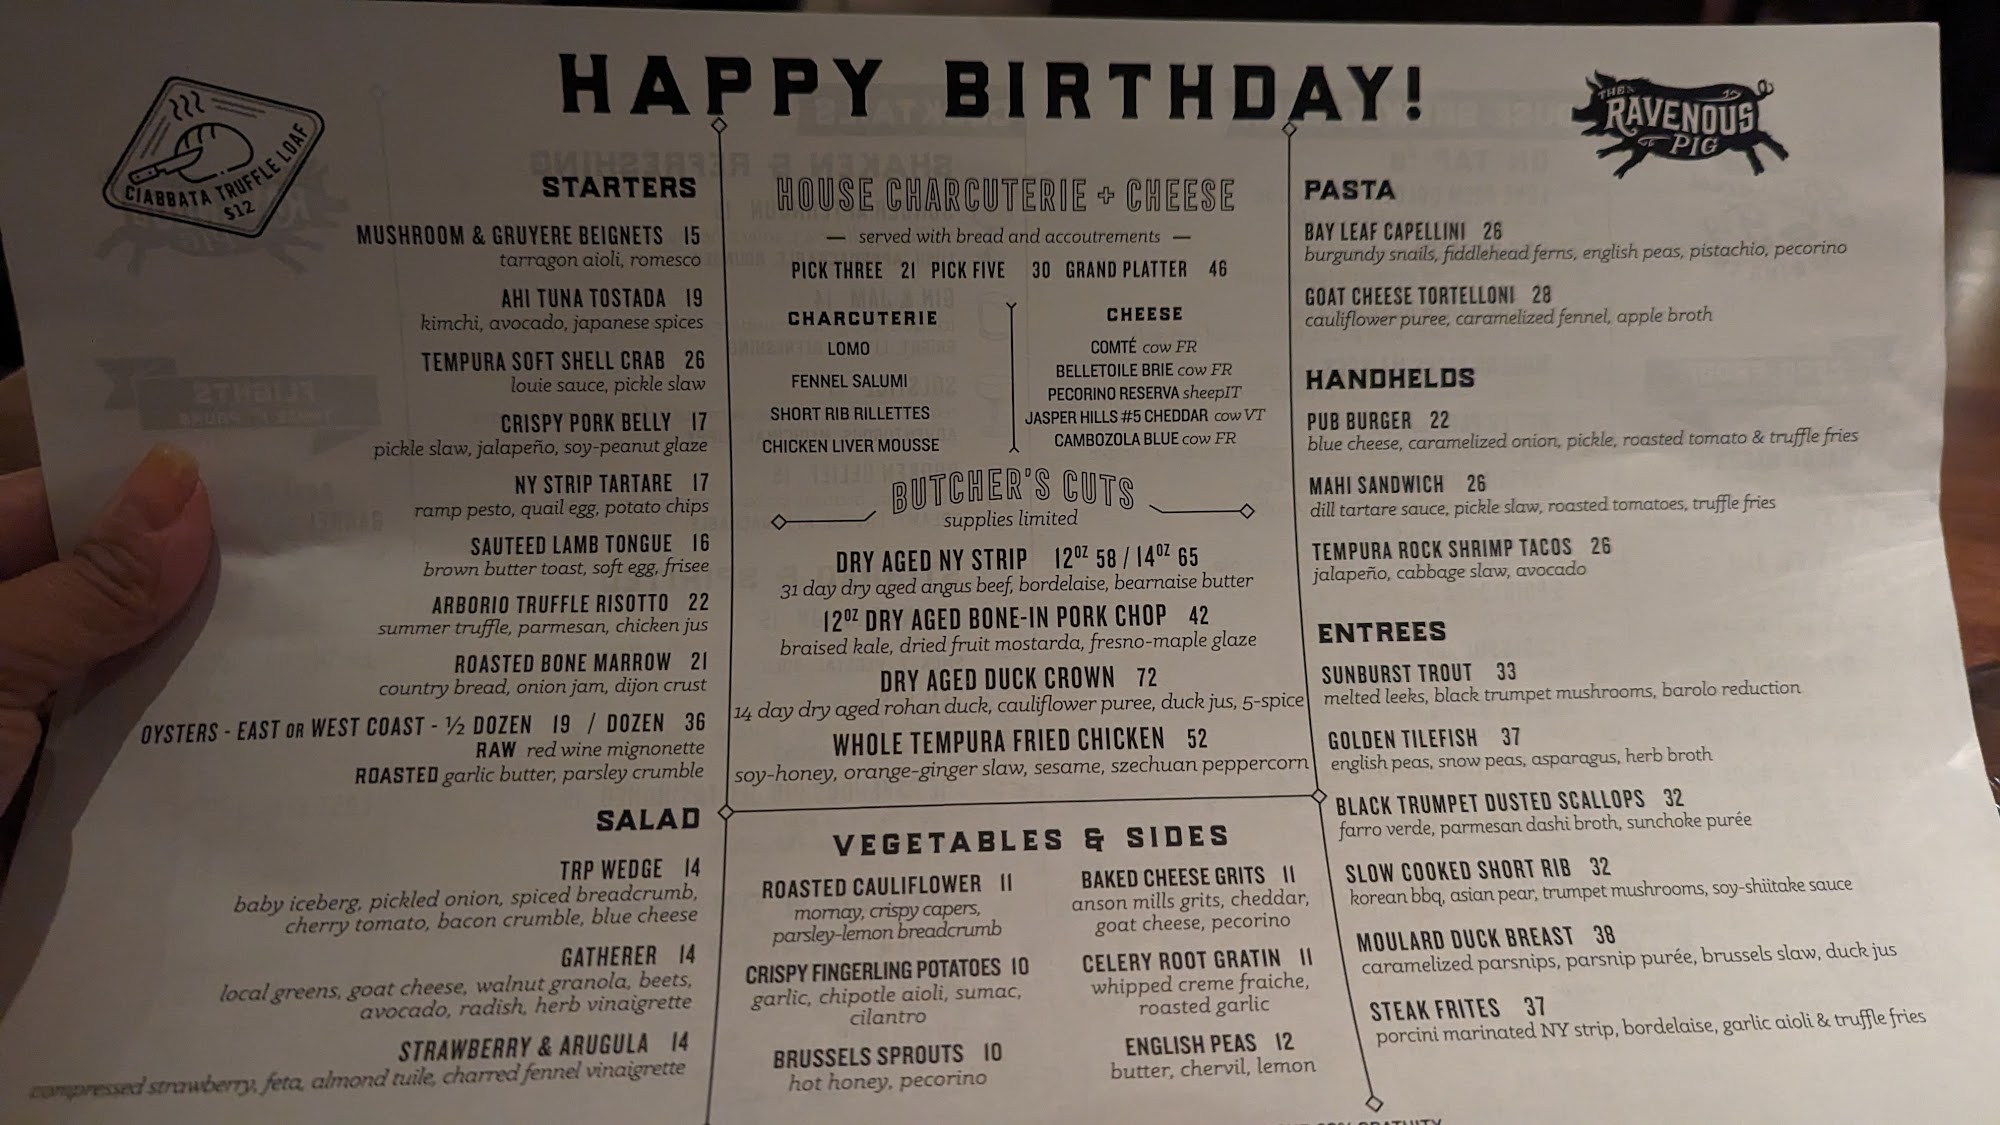 HAPPY BIRTHDAY!
CIABBATA TRUFFLE LOAF
$12
THE
RAVENOUS
PIG
STARTERS
MUSHROOM & GRUYERE BEIGNETS 15
tarragon aioli, romesco
AHI TUNA TOSTADA 19
kimchi, avocado, japanese spices
TEMPURA SOFT SHELL CRAB 26
louie sauce, pickle slaw
CRISPY PORK BELLY 17
pickle slaw, jalapeño, soy-peanut glaze
NY STRIP TARTARE 17
ramp pesto, quail egg, potato chips
SAUTEED LAMB TONGUE 16
brown butter toast, soft egg, frisee
ARBORIO TRUFFLE RISOTTO 22
summer truffle, parmesan, chicken jus
ROASTED BONE MARROW 21
country bread, onion jam, dijon crust
OYSTERS - EAST OR WEST COAST - ½ DOZEN 19 / DOZEN 36
RAW red wine mignonette
ROASTED garlic butter, parsley crumble
SALAD
TRP WEDGE 14
baby iceberg, pickled onion, spiced breadcrumb,
cherry tomato, bacon crumble, blue cheese
GATHERER 14
local greens, goat cheese, walnut granola, beets,
avocado, radish, herb vinaigrette
STRAWBERRY & ARUGULA 14
compressed strawberry, feta, almond tuile, charred fennel vinaigrette
HOUSE CHARCUTERIE + CHEESE
— served with bread and accoutrements —
PICK THREE 21 PICK FIVE 30 GRAND PLATTER 46
CHARCUTERIE
LOMO
FENNEL SALUMI
SHORT RIB RILLETTES
CHICKEN LIVER MOUSSE
CHEESE
COMTÉ cow FR
BELLETOILE BRIE cow FR
PECORINO RESERVA sheepIT
JASPER HILLS #5 CHEDDAR cow VT
CAMBOZOLA BLUE cow FR
BUTCHER'S CUTS
supplies limited
DRY AGED NY STRIP 12OZ 58 / 14OZ 65
31 day dry aged angus beef, bordelaise, bearnaise butter
12OZ DRY AGED BONE-IN PORK CHOP 42
braised kale, dried fruit mostarda, fresno-maple glaze
DRY AGED DUCK CROWN 72
14 day dry aged rohan duck, cauliflower puree, duck jus, 5-spice
WHOLE TEMPURA FRIED CHICKEN 52
soy-honey, orange-ginger slaw, sesame, szechuan peppercorn
VEGETABLES & SIDES
ROASTED CAULIFLOWER 11
mornay, crispy capers,
parsley-lemon breadcrumb
CRISPY FINGERLING POTATOES 10
garlic, chipotle aioli, sumac,
cilantro
BRUSSELS SPROUTS 10
hot honey, pecorino
BAKED CHEESE GRITS 11
anson mills grits, cheddar,
goat cheese, pecorino
CELERY ROOT GRATIN 11
whipped creme fraiche,
roasted garlic
ENGLISH PEAS 12
butter, chervil, lemon
PASTA
BAY LEAF CAPELLINI 26
burgundy snails, fiddlehead ferns, english peas, pistachio, pecorino
GOAT CHEESE TORTELLONI 28
cauliflower puree, caramelized fennel, apple broth
HANDHELDS
PUB BURGER 22
blue cheese, caramelized onion, pickle, roasted tomato & truffle fries
MAHI SANDWICH 26
dill tartare sauce, pickle slaw, roasted tomatoes, truffle fries
TEMPURA ROCK SHRIMP TACOS 26
jalapeño, cabbage slaw, avocado
ENTREES
SUNBURST TROUT 33
melted leeks, black trumpet mushrooms, barolo reduction
GOLDEN TILEFISH 37
english peas, snow peas, asparagus, herb broth
BLACK TRUMPET DUSTED SCALLOPS 32
farro verde, parmesan dashi broth, sunchoke purée
SLOW COOKED SHORT RIB 32
korean bbq, asian pear, trumpet mushrooms, soy-shiitake sauce
MOULARD DUCK BREAST 38
caramelized parsnips, parsnip purée, brussels slaw, duck jus
STEAK FRITES 37
porcini marinated NY strip, bordelaise, garlic aioli & truffle fries